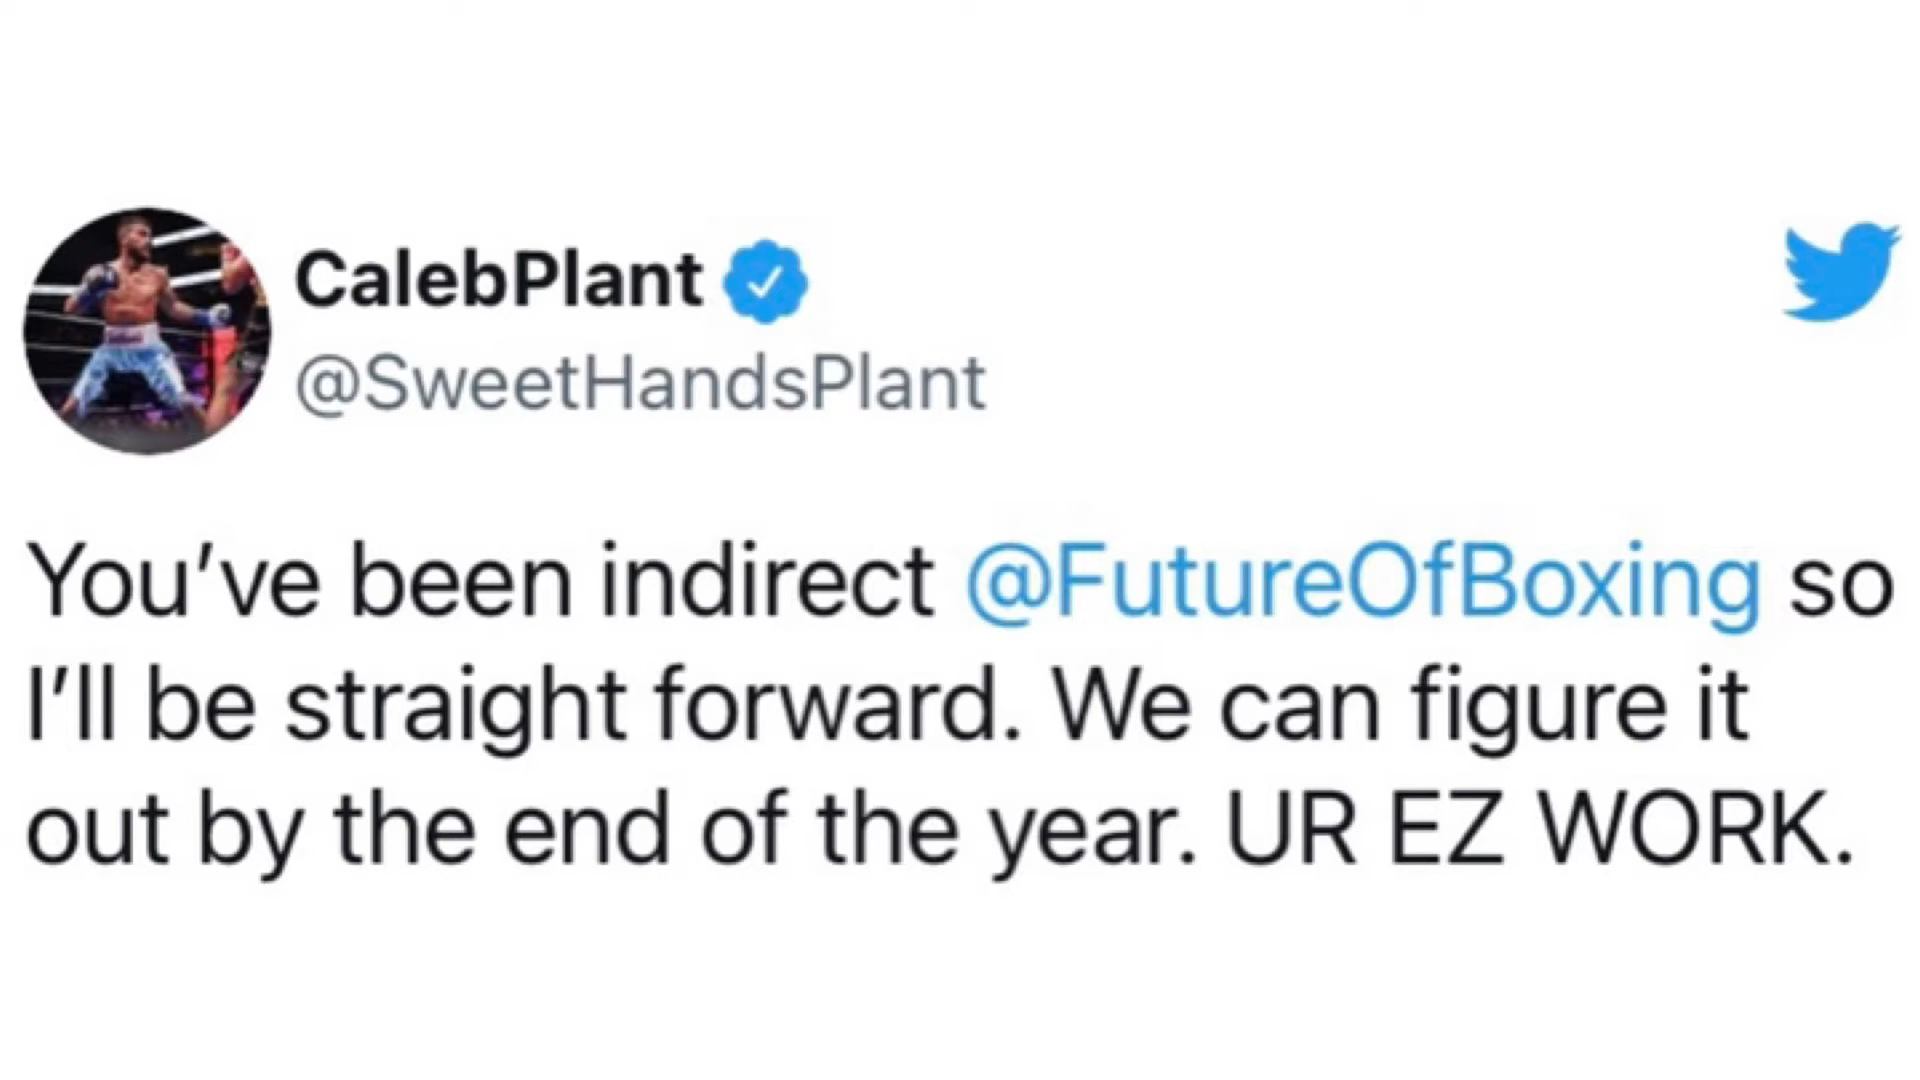 CalebPlant
@SweetHandsPlant
You’ve been indirect @FutureOfBoxing so
I’ll be straight forward. We can figure it
out by the end of the year. UR EZ WORK.